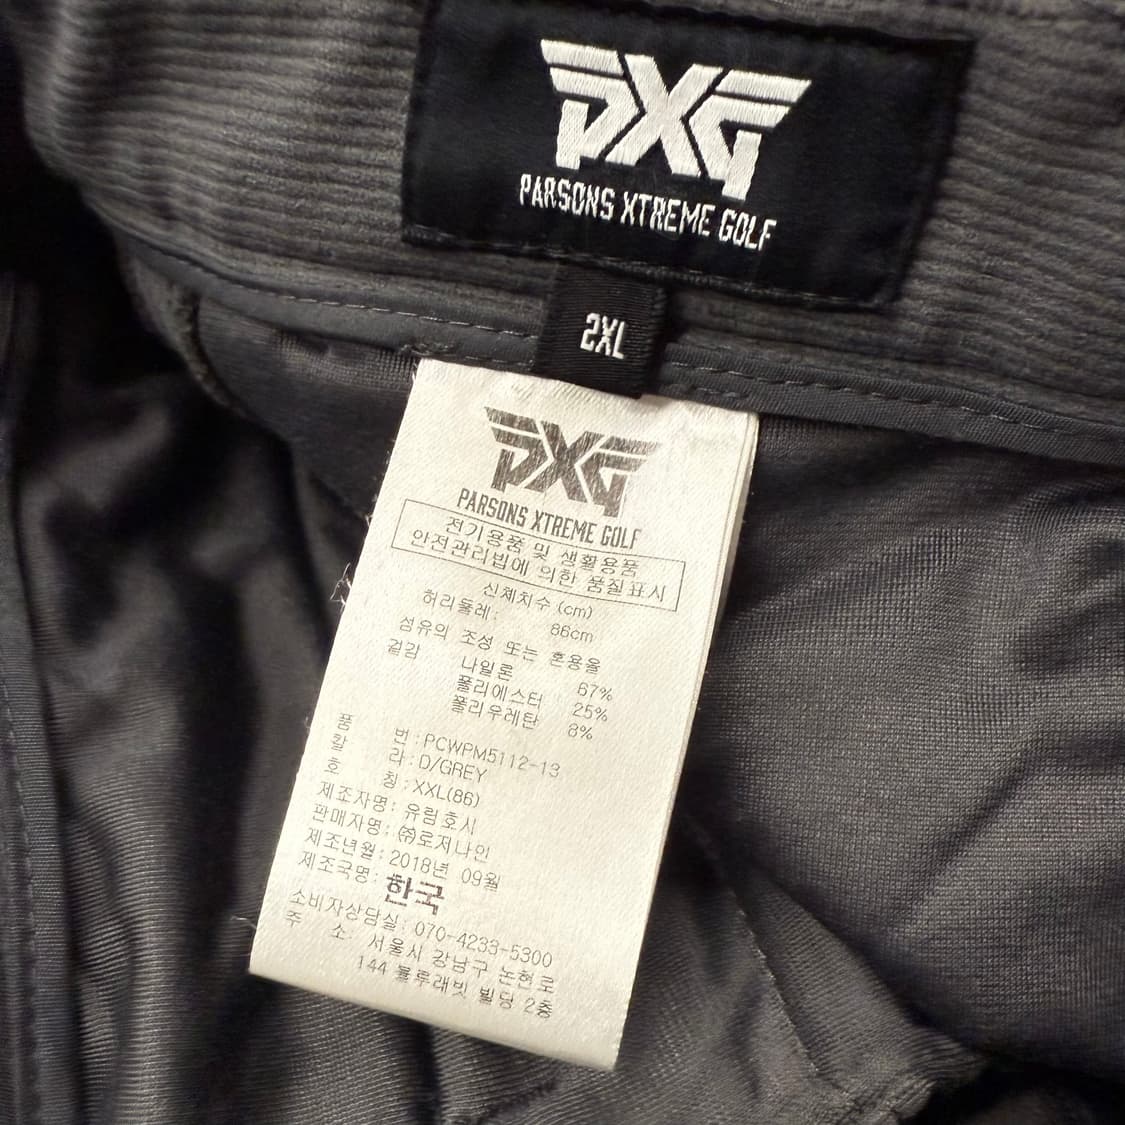 PXG
PARSONS XTREME GOLF
2XL
PXG
PARSONS XTREME GOLF
전기용품 및 생활용품
안전관리법에 의한 품질표시
신체치수 (cm)
허리둘레: 86cm
섬유의 조성 또는 혼용율
겉감 나일론 67%
폴리에스터 25%
폴리우레탄 8%
품 번 : PCWPM5112-13
칼 라 : D/GREY
호 칭 : XXL(86)
제조자명 : 유림호시
판매자명 : ㈜로저나인
제조년월 : 2018년 09월
제조국명 : 한국
소비자상담실: 070-4233-5300
주 소: 서울시 강남구 논현로
144 블루래빗 빌딩 2층